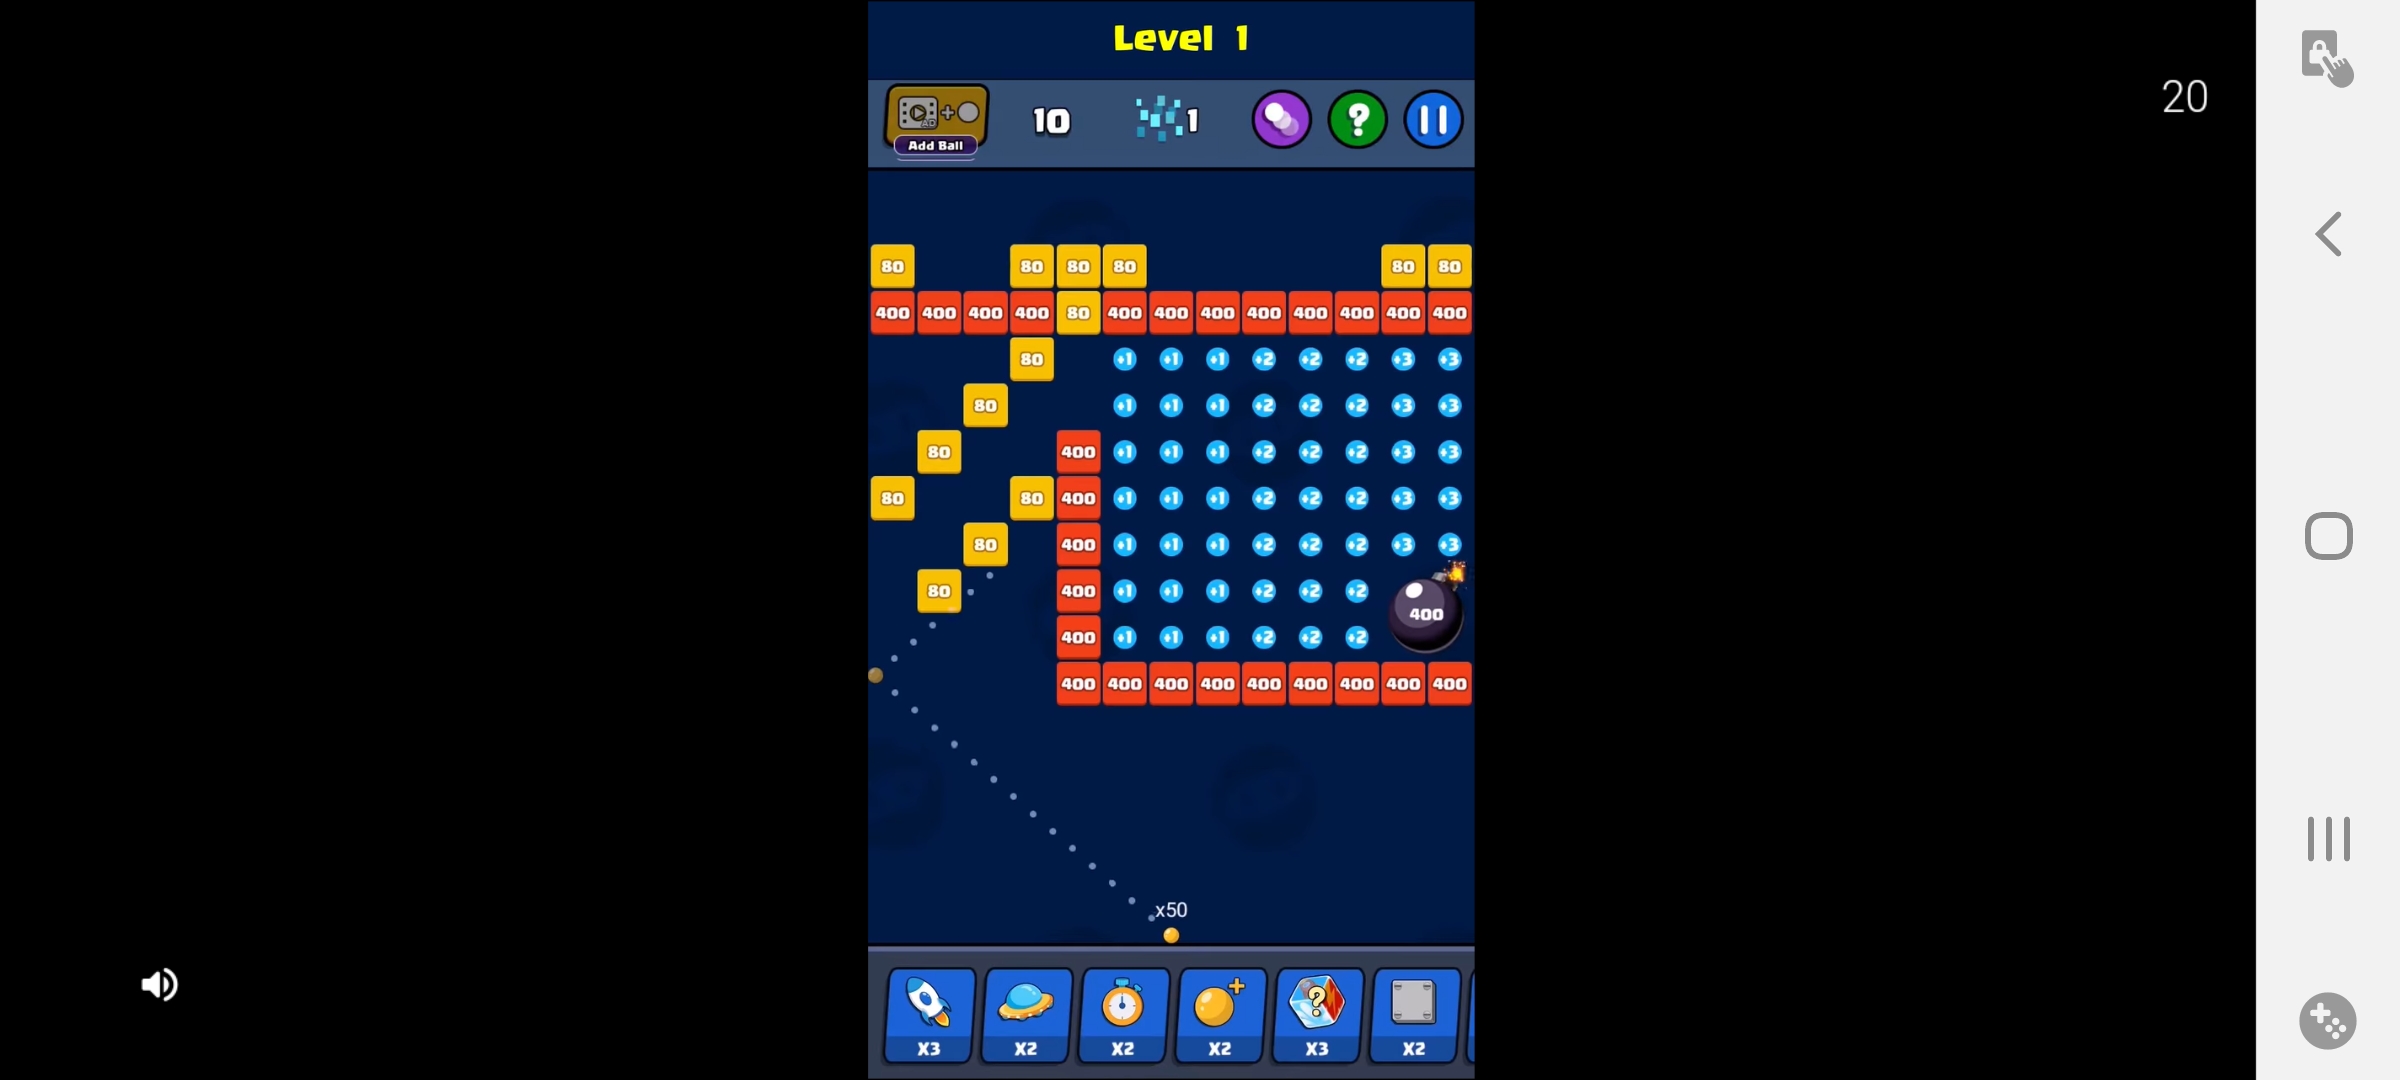 Level 1
20
AD + 10 1 ?
Add Ball
80 80 80 80 80 80
400 400 400 400 80 400 400 400 400 400 400 400 400
80 +1 +1 +1 +2 +2 +2 +3 +3
80 +1 +1 +1 +2 +2 +2 +3 +3
80 400 +1 +1 +1 +2 +2 +2 +3 +3
80 80 400 +1 +1 +1 +2 +2 +2 +3 +3
80 400 +1 +1 +1 +2 +2 +2 +3 +3
80 400 +1 +1 +1 +2 +2 +2
400
400 +1 +1 +1 +2 +2 +2
400 400 400 400 400 400 400 400 400
x50
+ ?
X3 X2 X2 X2 X3 X2